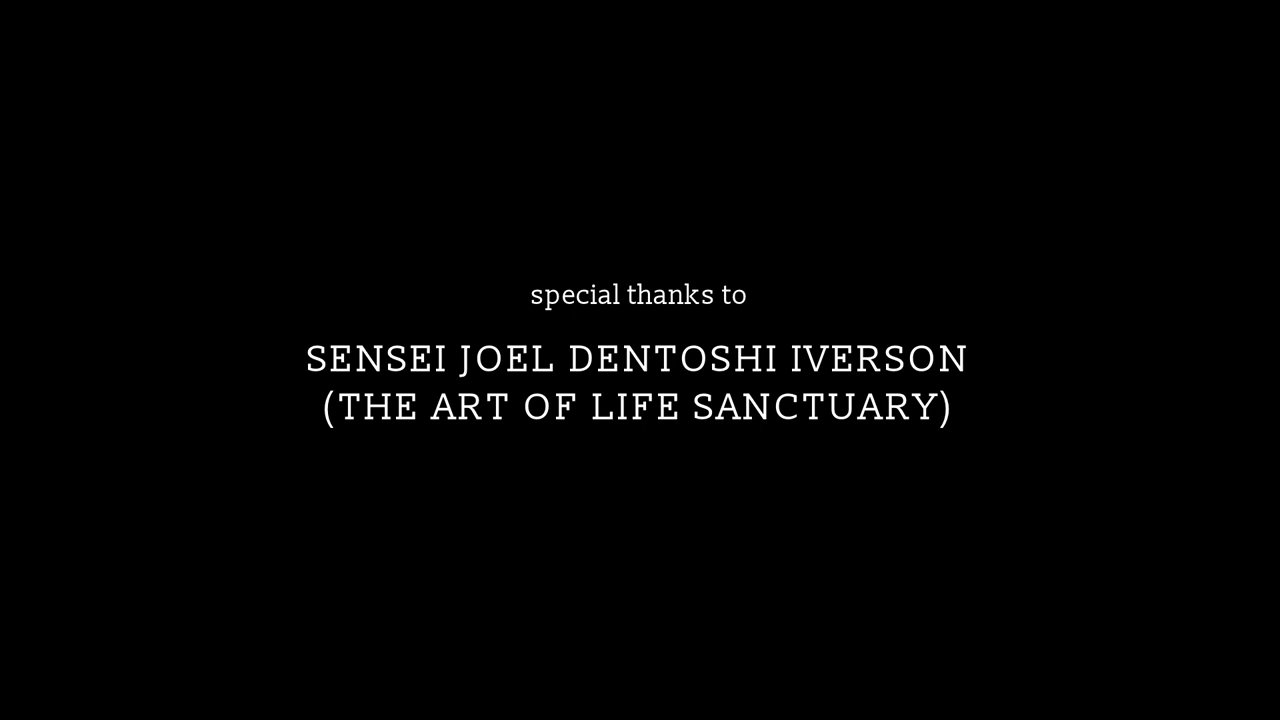 special thanks to
SENSEI JOEL DENTOSHI IVERSON
(THE ART OF LIFE SANCTUARY)